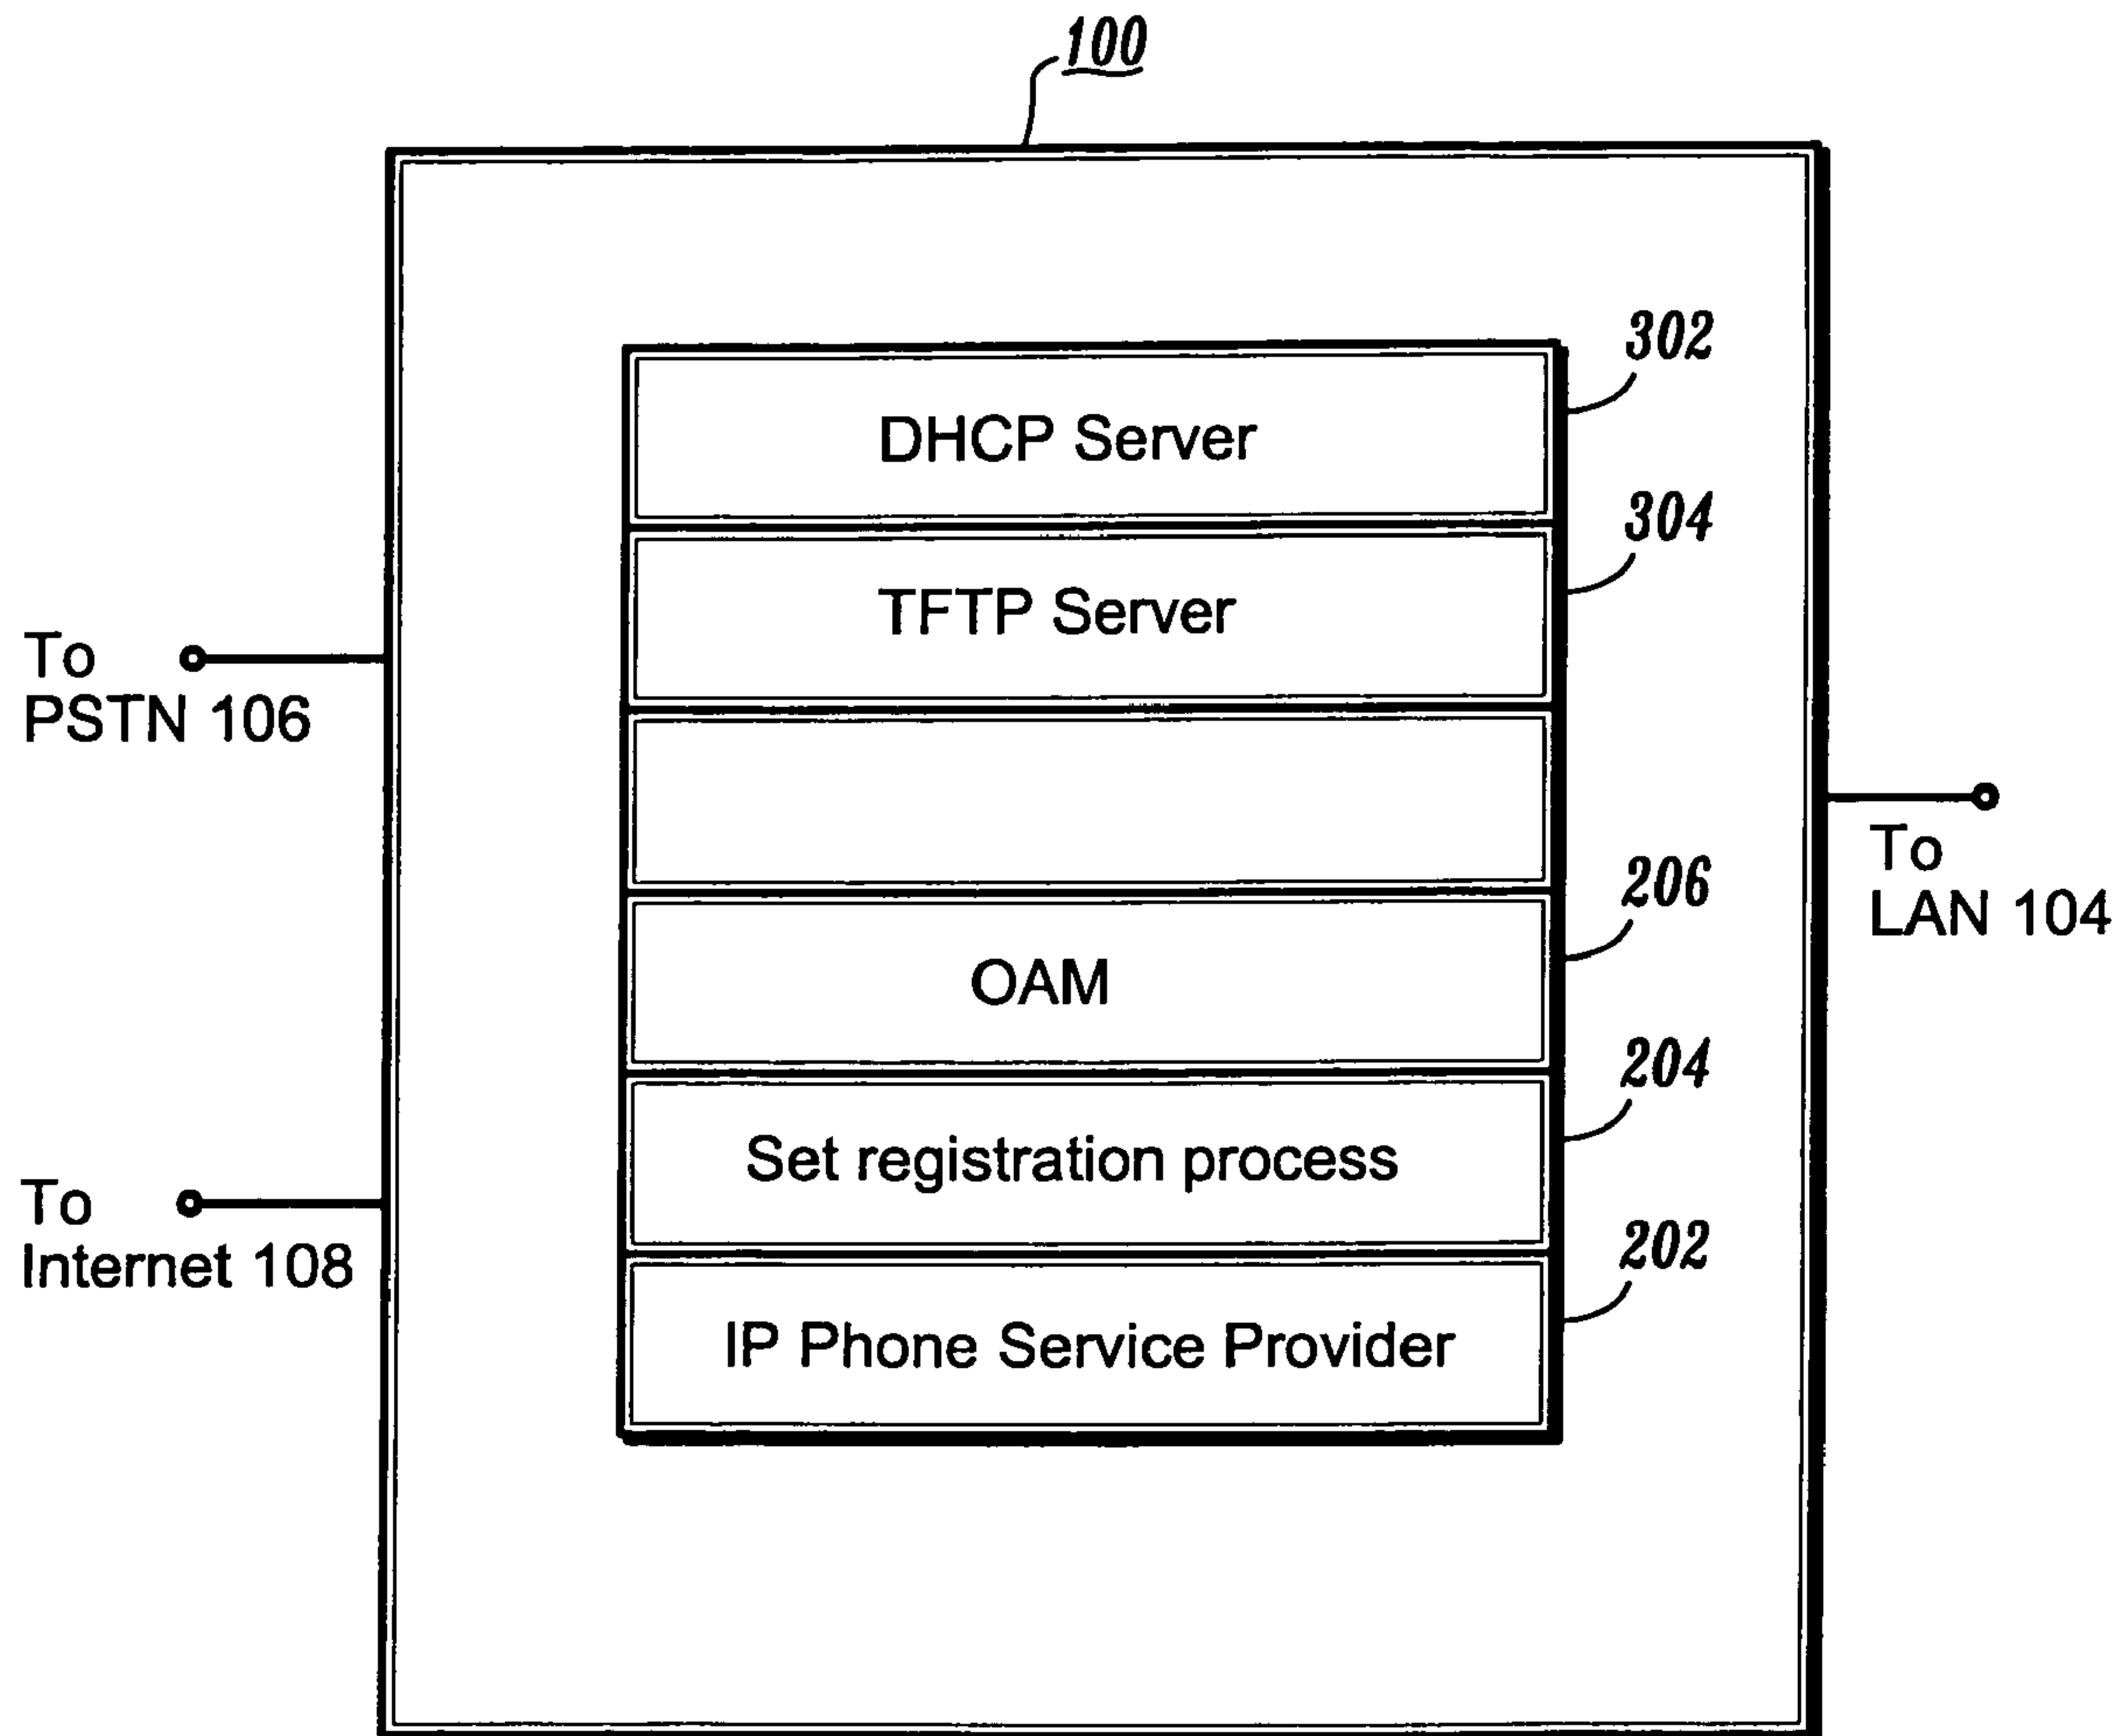 100
302
DHCP Server
304
TFTP Server
To
PSTN 106
To
LAN 104
206
OAM
204
Set registration process
To
Internet 108
202
IP Phone Service Provider